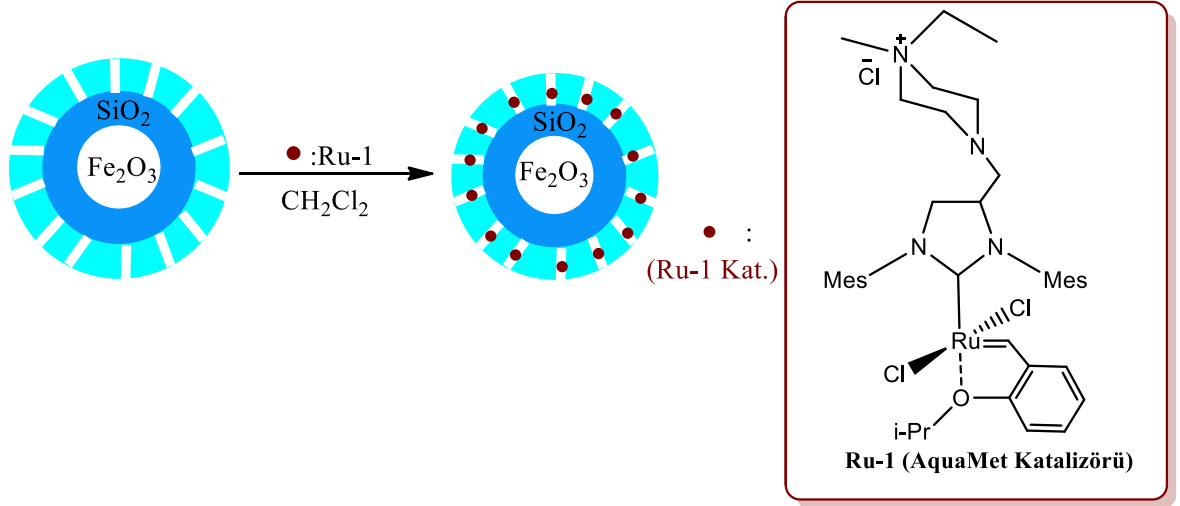 SiO2
Fe2O3
:Ru-1
CH2Cl2
SiO2
Fe2O3
:
(Ru-1 Kat.)
N+
Cl−
N
N
N
Mes
Mes
Cl
Ru
Cl
O
i-Pr
Ru-1 (AquaMet Katalizörü)